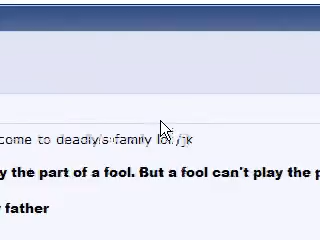 come to deadly's family lol /jk
y the part of a fool. But a fool can't play the p
father